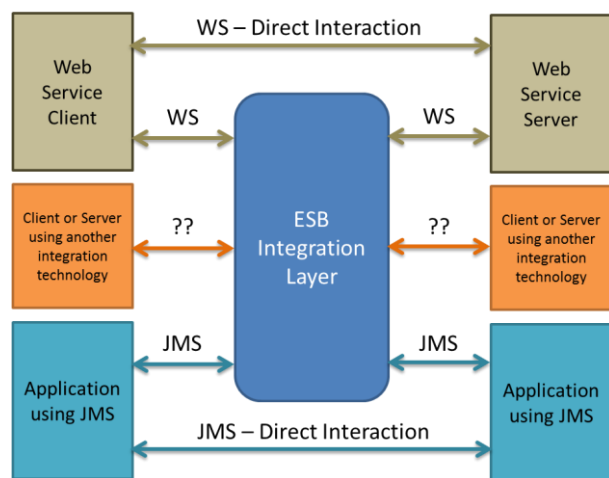 WS – Direct Interaction
Web
Service
Client
WS
ESB
Integration
Layer
WS
Web
Service
Server
Client or Server
using another
integration
technology
??
??
Client or Server
using another
integration
technology
Application
using JMS
JMS
JMS
Application
using JMS
JMS – Direct Interaction